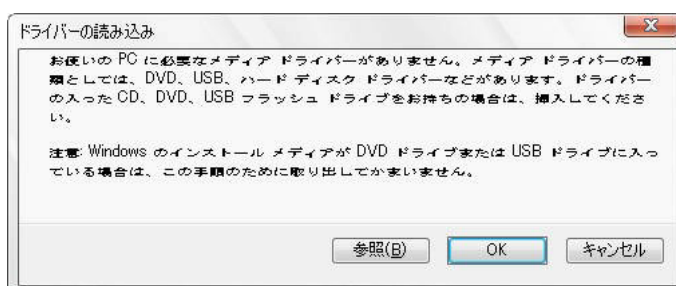 ドライバーの読み込み
お使いの PC に必要なメディア ドライバーがありません。メディア ドライバーの種
類としては、DVD、USB、ハード ディスク ドライバーなどがあります。ドライバー
の入った CD、DVD、USB フラッシュ ドライブをお持ちの場合は、挿入してくださ
い。
注意: Windows のインストール メディアが DVD ドライブまたは USB ドライブに入っ
ている場合は、この手順のために取り出してかまいません。
参照(B)
OK
キャンセル